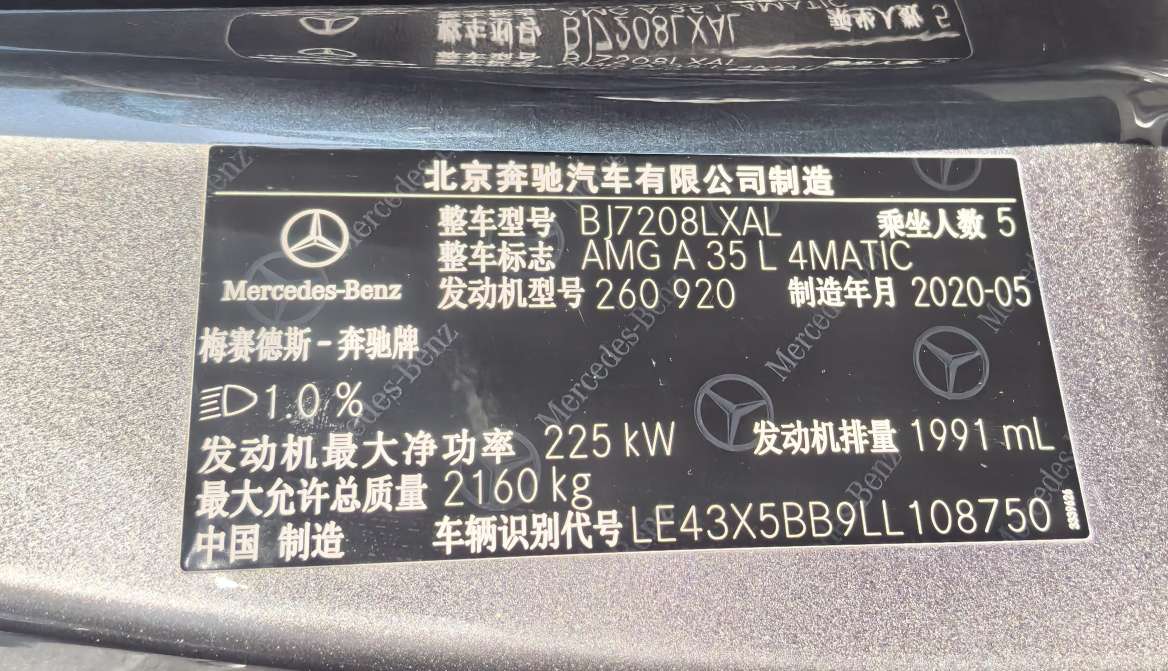 北京奔驰汽车有限公司制造
整车型号 BJ7208LXAL 乘坐人数 5
整车标志 AMG A 35 L 4MATIC
Mercedes-Benz
发动机型号 260 920 制造年月 2020-05
梅赛德斯-奔驰牌
1.0 %
发动机最大净功率 225 kW 发动机排量 1991 mL
最大允许总质量 2160 kg
中国 制造 车辆识别代号 LE43X5BB9LL108750